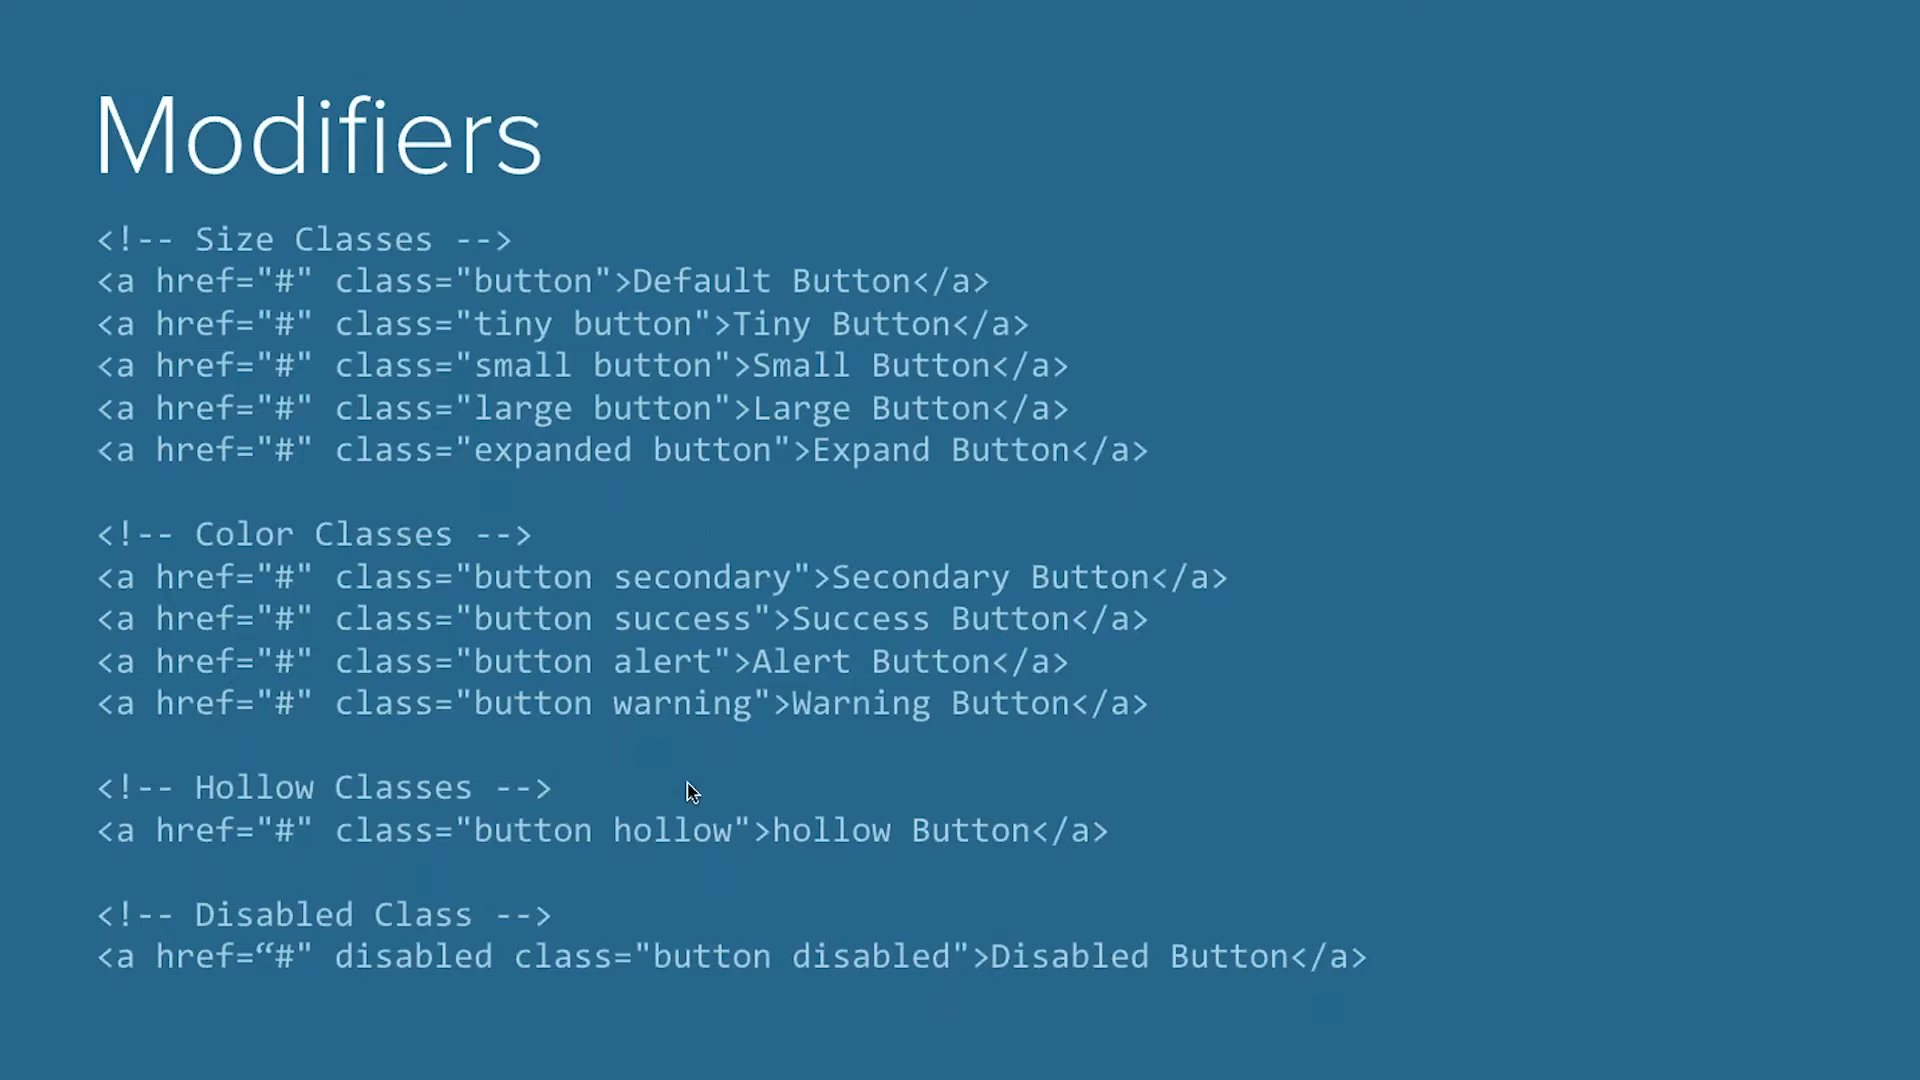 Modifiers
<!-- Size Classes -->
<a href="#" class="button">Default Button</a>
<a href="#" class="tiny button">Tiny Button</a>
<a href="#" class="small button">Small Button</a>
<a href="#" class="large button">Large Button</a>
<a href="#" class="expanded button">Expand Button</a>
<!-- Color Classes -->
<a href="#" class="button secondary">Secondary Button</a>
<a href="#" class="button success">Success Button</a>
<a href="#" class="button alert">Alert Button</a>
<a href="#" class="button warning">Warning Button</a>
<!-- Hollow Classes -->
<a href="#" class="button hollow">hollow Button</a>
<!-- Disabled Class -->
<a href=“#" disabled class="button disabled">Disabled Button</a>